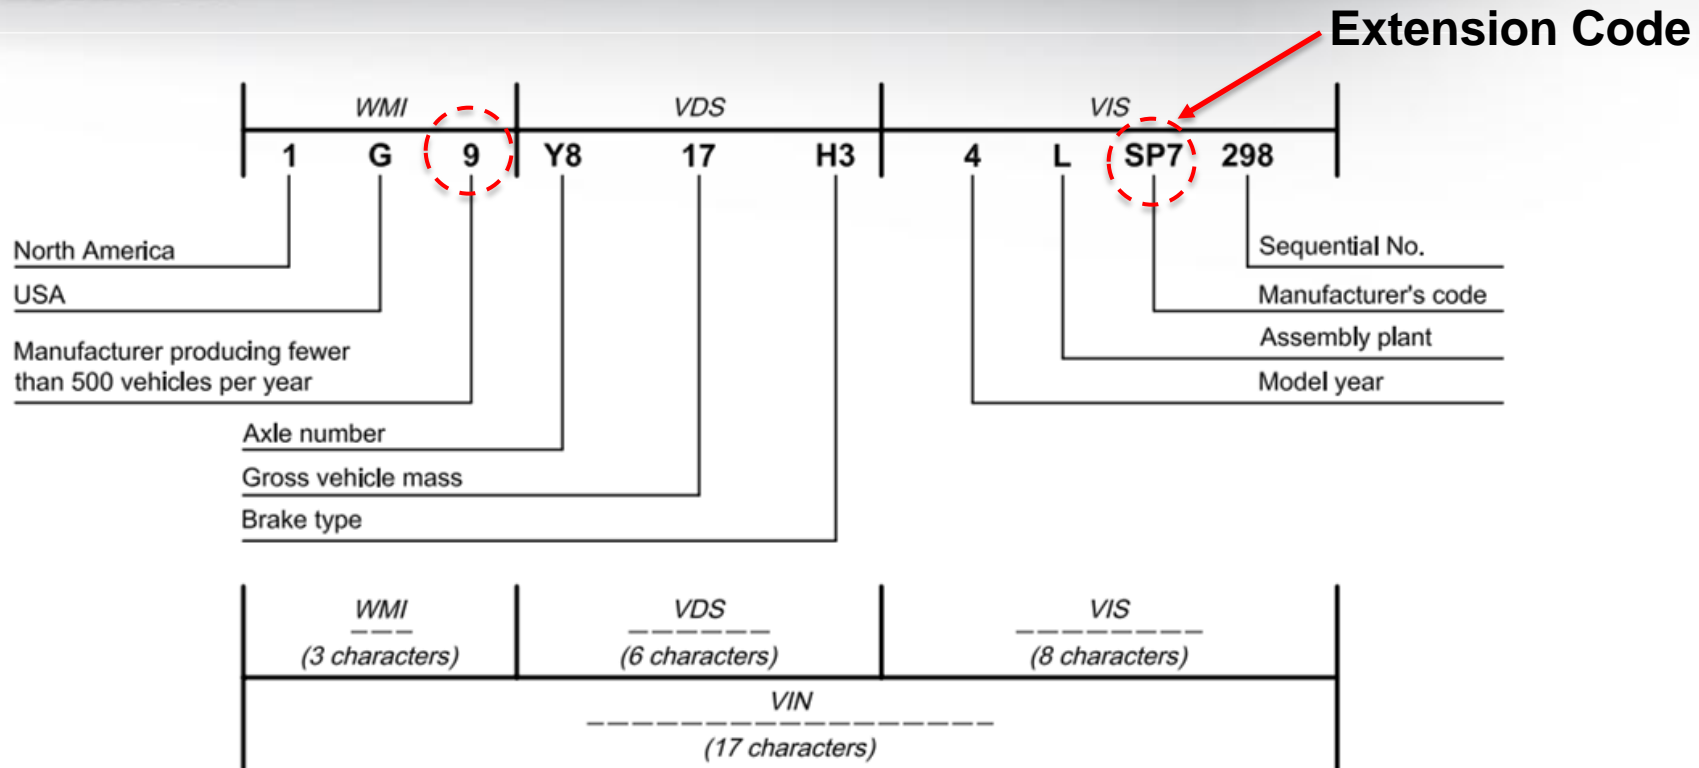 Extension Code
WMI VDS VIS
1 G 9 Y8 17 H3 4 L SP7 298
North America
USA
Manufacturer producing fewer
than 500 vehicles per year
Axle number
Gross vehicle mass
Brake type
Sequential No.
Manufacturer's code
Assembly plant
Model year
WMI VDS VIS
(3 characters) (6 characters) (8 characters)
VIN
(17 characters)